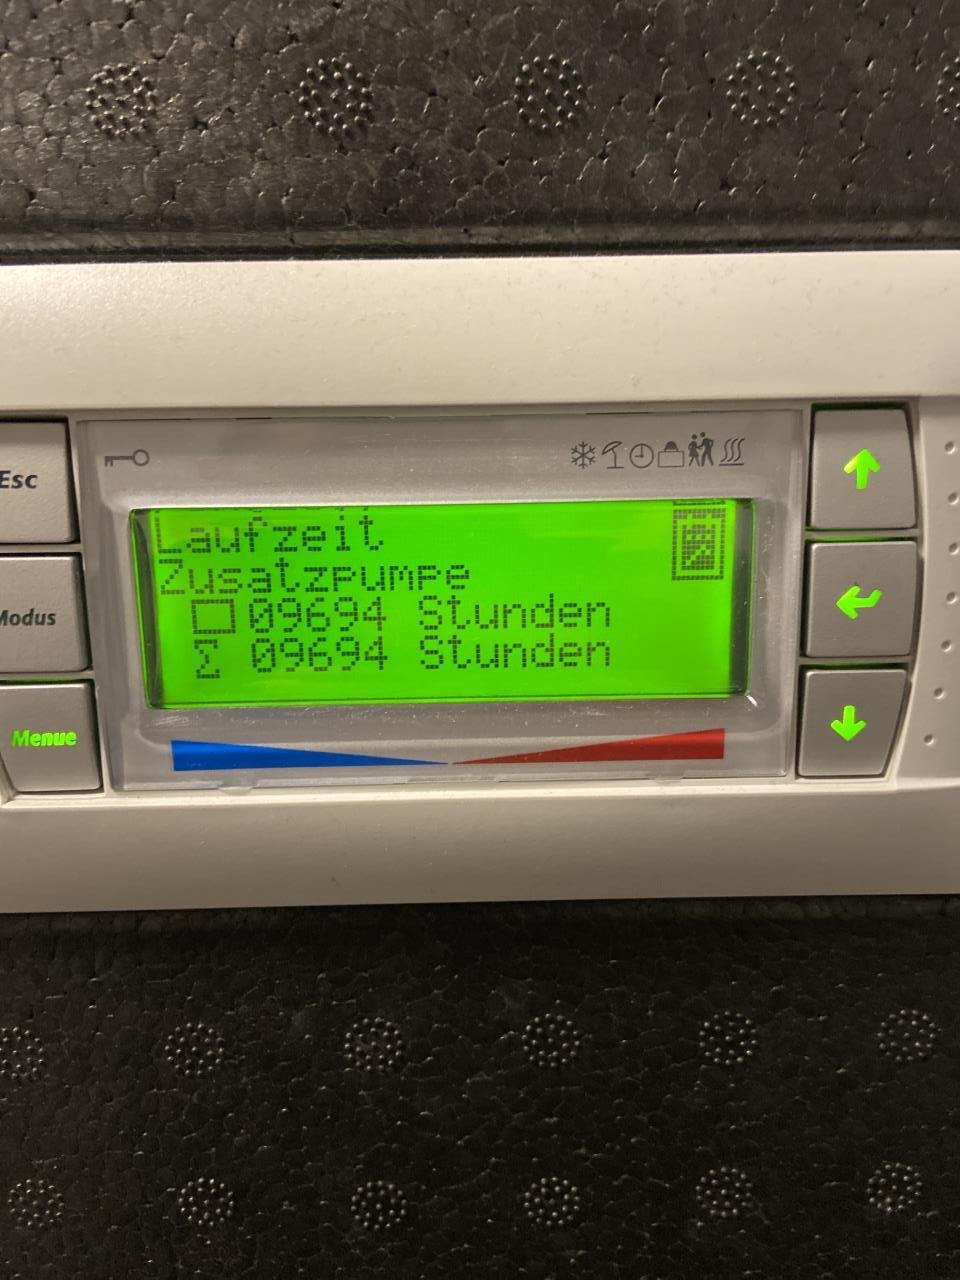 Esc
Modus
Menue
Laufzeit
Zusatzpumpe
09694 Stunden
Σ 09694 Stunden